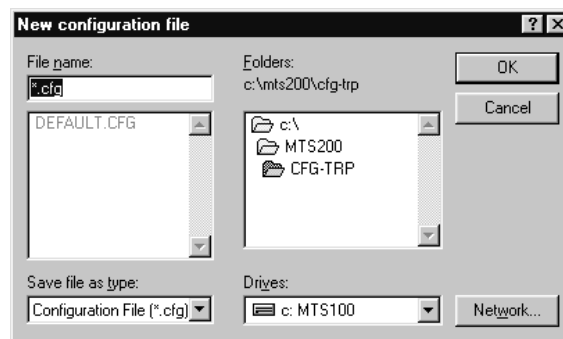 New configuration file
File name:
*.cfg
DEFAULT.CFG
Save file as type:
Configuration File (*.cfg)
Folders:
c:\mts200\cfg-trp
c:\
MTS200
CFG-TRP
Drives:
c: MTS100
OK
Cancel
Network...